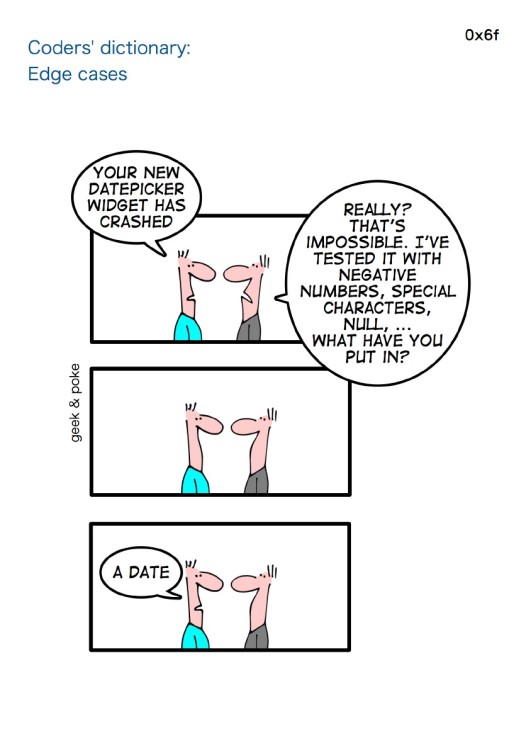 0x6f
Coders' dictionary:
Edge cases
YOUR NEW
DATEPICKER
WIDGET HAS
CRASHED
REALLY?
THAT'S
IMPOSSIBLE. I'VE
TESTED IT WITH
NEGATIVE
NUMBERS, SPECIAL
CHARACTERS,
NULL, ...
WHAT HAVE YOU
PUT IN?
geek & poke
A DATE